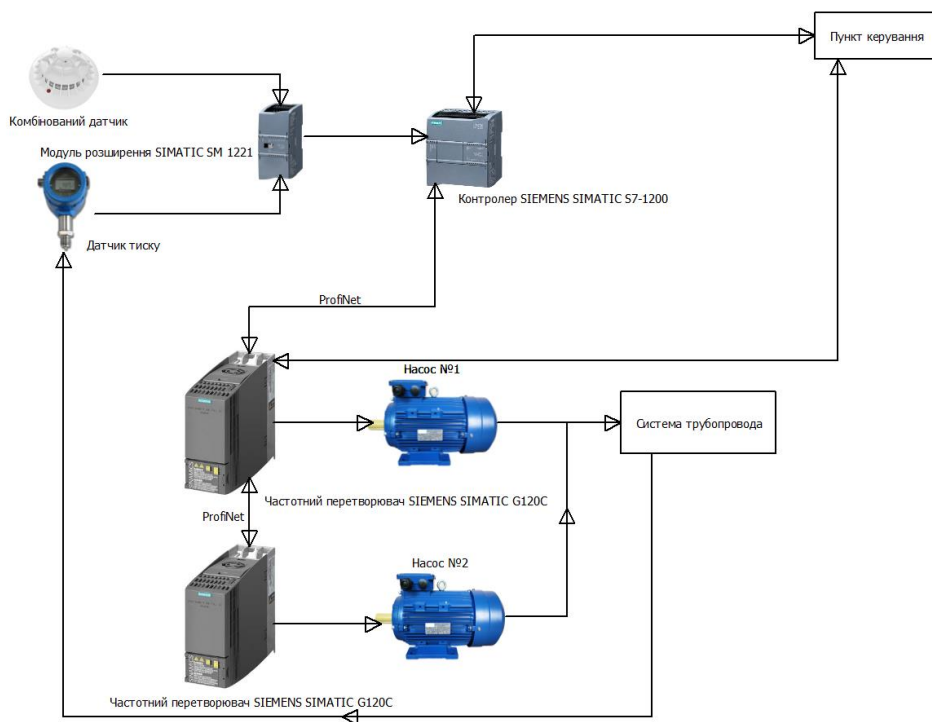 Пункт керування
Комбінований датчик
Модуль розширення SIMATIC SM 1221
Контролер SIEMENS SIMATIC S7-1200
Датчик тиску
ProfiNet
Насос №1
Система трубопровода
Частотний перетворювач SIEMENS SIMATIC G120C
ProfiNet
Насос №2
Частотний перетворювач SIEMENS SIMATIC G120C